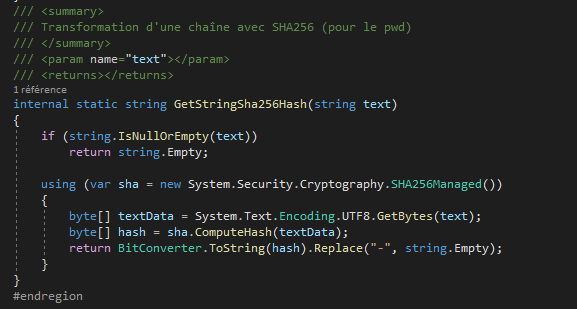 /// <summary>
/// Transformation d'une chaîne avec SHA256 (pour le pwd)
/// </summary>
/// <param name="text"></param>
/// <returns></returns>
1 référence
internal static string GetStringSha256Hash(string text)
{
if (string.IsNullOrEmpty(text))
return string.Empty;
using (var sha = new System.Security.Cryptography.SHA256Managed())
{
byte[] textData = System.Text.Encoding.UTF8.GetBytes(text);
byte[] hash = sha.ComputeHash(textData);
return BitConverter.ToString(hash).Replace("-", string.Empty);
}
}
#endregion